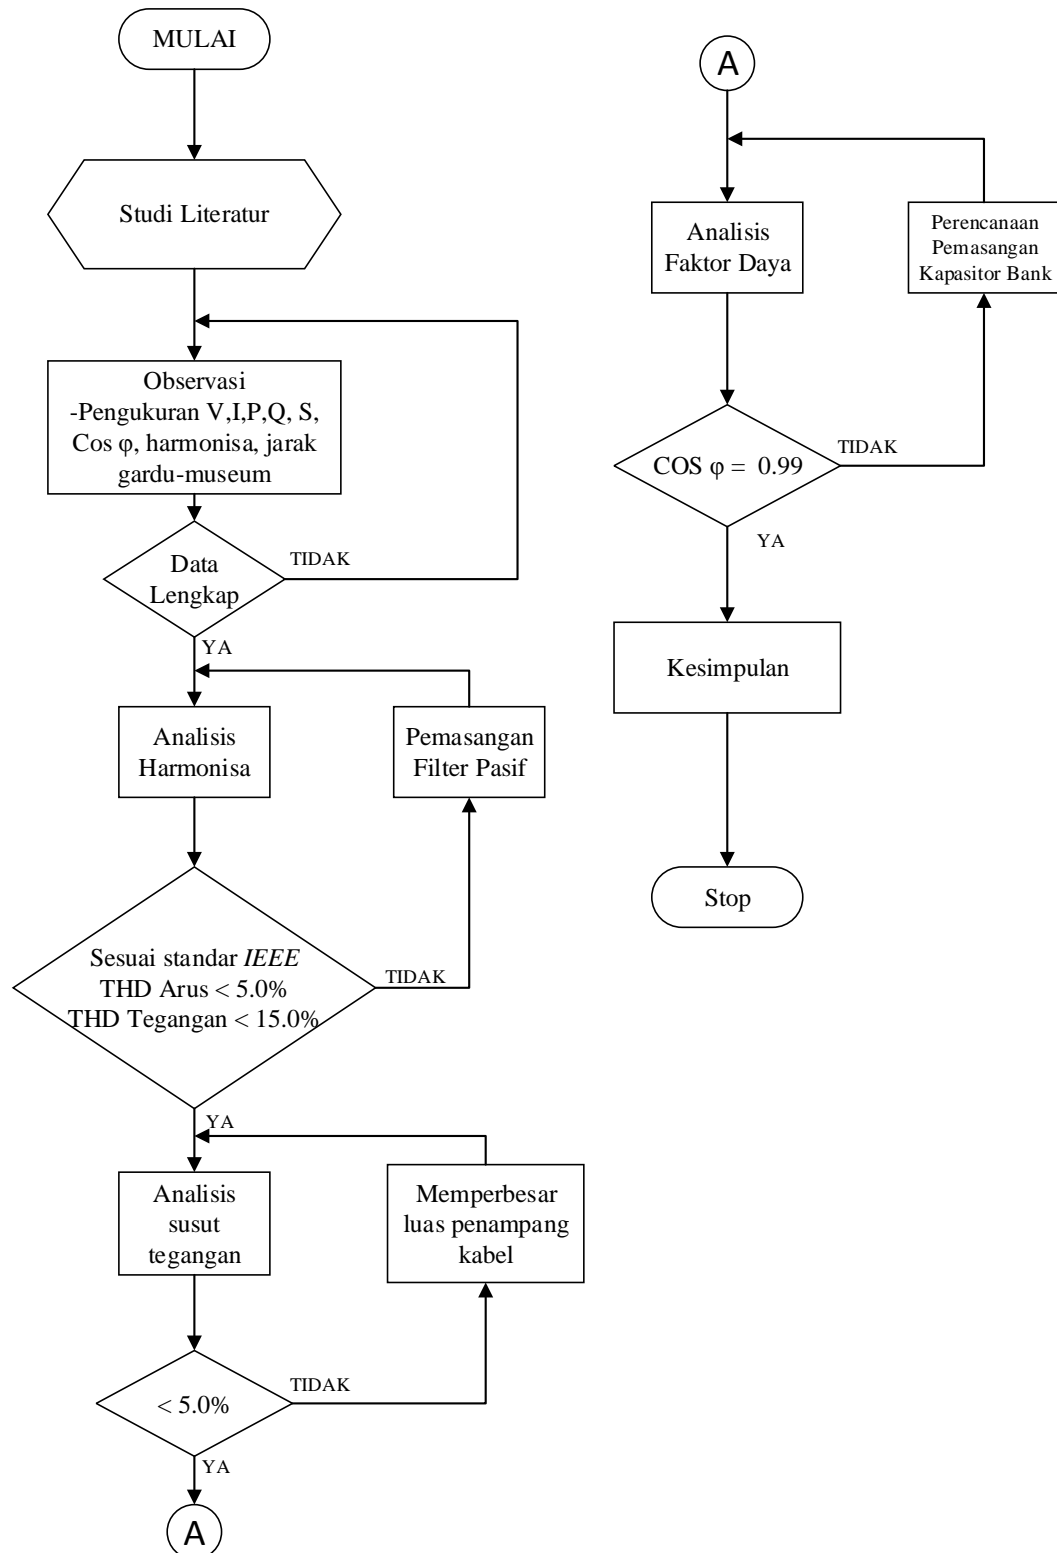 MULAI
Studi Literatur
Observasi
-Pengukuran V,I,P,Q, S,
Cos φ, harmonisa, jarak
gardu-museum
Data
Lengkap
TIDAK
YA
Analisis
Harmonisa
Pemasangan
Filter Pasif
Sesuai standar IEEE
THD Arus < 5.0%
THD Tegangan < 15.0%
TIDAK
YA
Analisis
susut
tegangan
Memperbesar
luas penampang
kabel
< 5.0%
TIDAK
YA
A
A
Analisis
Faktor Daya
Perencanaan
Pemasangan
Kapasitor Bank
COS φ = 0.99
TIDAK
YA
Kesimpulan
Stop